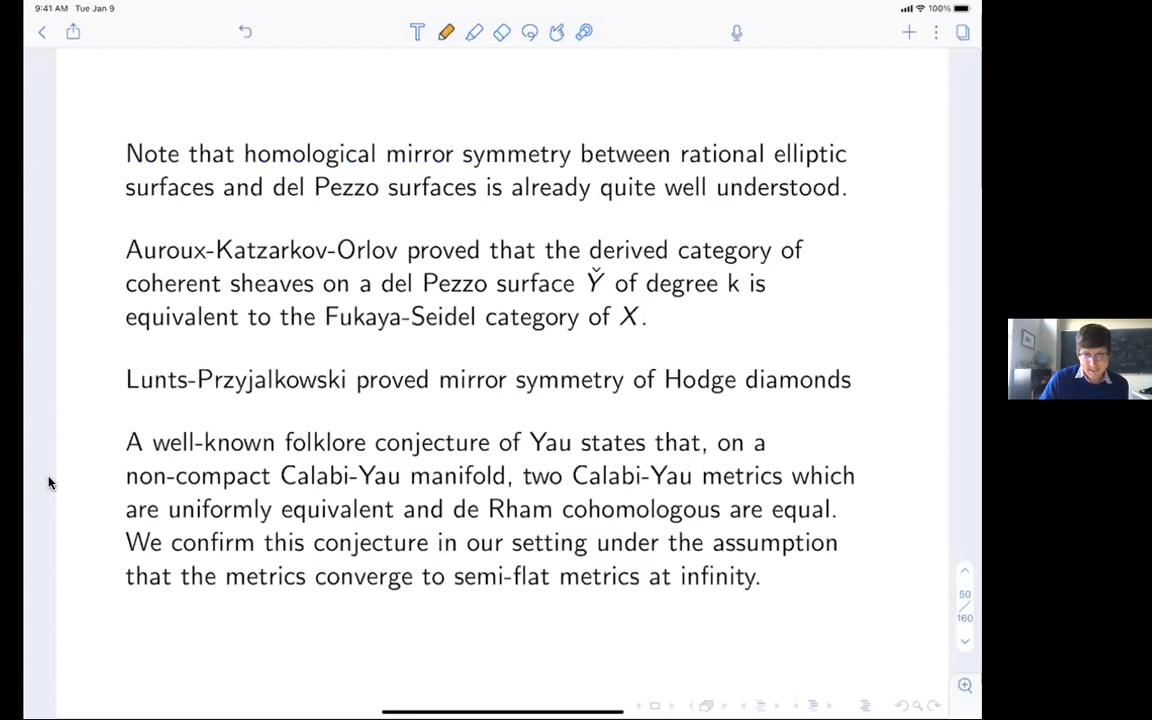 9:41 AM Tue Jan 9
100%
Note that homological mirror symmetry between rational elliptic
surfaces and del Pezzo surfaces is already quite well understood.
Auroux-Katzarkov-Orlov proved that the derived category of
coherent sheaves on a del Pezzo surface Y̌ of degree k is
equivalent to the Fukaya-Seidel category of X.
Lunts-Przyjalkowski proved mirror symmetry of Hodge diamonds
A well-known folklore conjecture of Yau states that, on a
non-compact Calabi-Yau manifold, two Calabi-Yau metrics which
are uniformly equivalent and de Rham cohomologous are equal.
We confirm this conjecture in our setting under the assumption
that the metrics converge to semi-flat metrics at infinity.
50
/
160